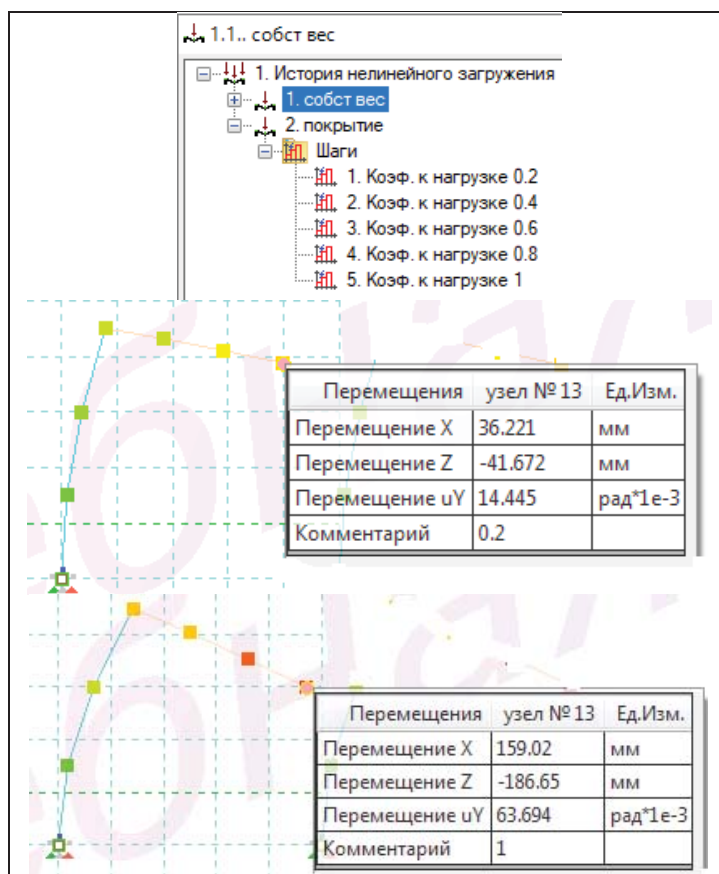 1.1.. собст вес
1. История нелинейного загружения
1. собст вес
2. покрытие
Шаги
1. Коэф. к нагрузке 0.2
2. Коэф. к нагрузке 0.4
3. Коэф. к нагрузке 0.6
4. Коэф. к нагрузке 0.8
5. Коэф. к нагрузке 1
Перемещения узел № 13 Ед.Изм.
Перемещение X 36.221 мм
Перемещение Z -41.672 мм
Перемещение uY 14.445 рад*1e-3
Комментарий 0.2
Перемещения узел № 13 Ед.Изм.
Перемещение X 159.02 мм
Перемещение Z -186.65 мм
Перемещение uY 63.694 рад*1e-3
Комментарий 1